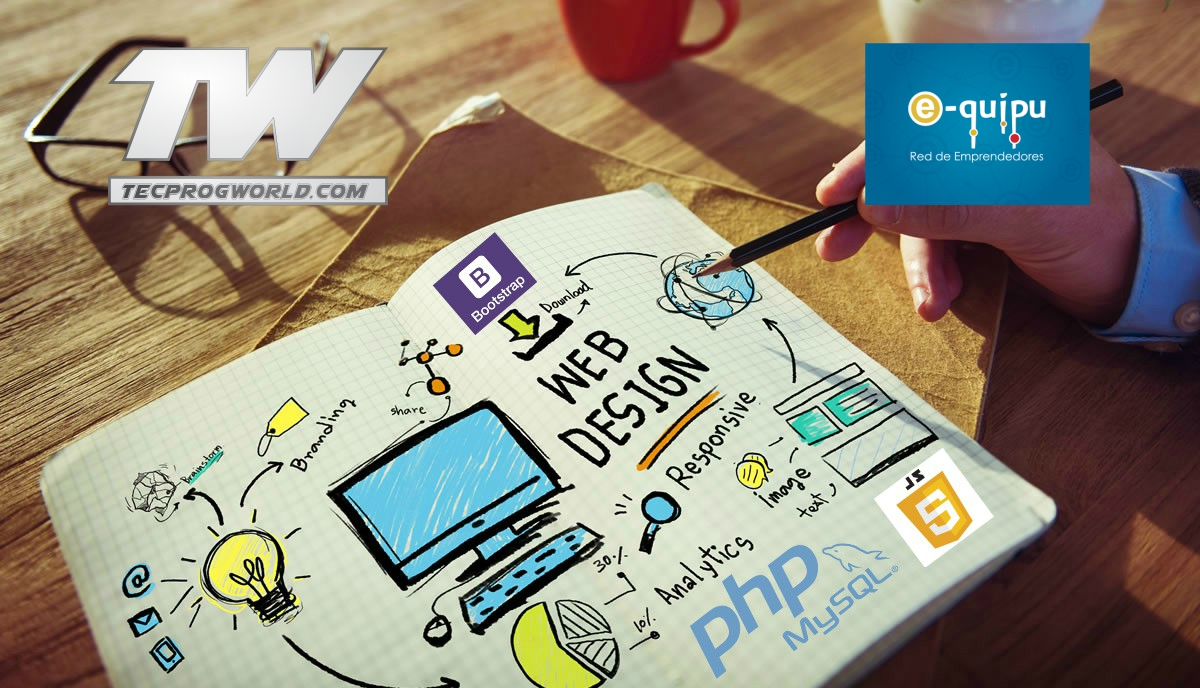 TW
TECPROGWORLD.COM
e-quipu
Red de Emprendedores
B
Bootstrap
Download
WEB
DESIGN
share
Branding
Brainstorm
Responsive
image
text
JS
5
@
30%
10%
Analytics
php
MySQL®